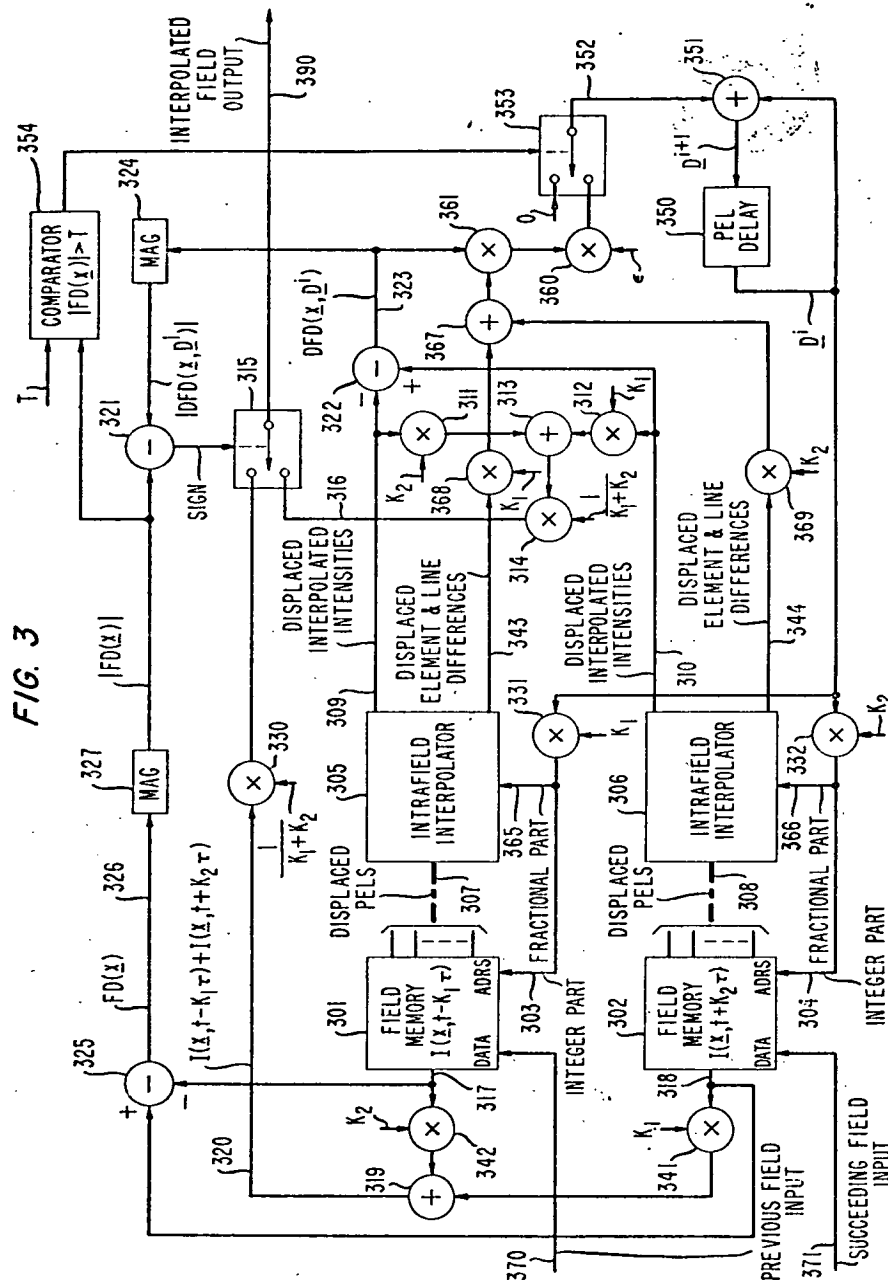 FIG. 3
354
COMPARATOR
|FD(x)|>T
T1
324
MAG
321
|DFD(x,D^i)|
SIGN
315
INTERPOLATED
FIELD
OUTPUT
390
353
352
351
0
D^i+1
350
PEL
DELAY
D^i
361
360
ϵ
367
DFD(x,D^i)
323
322
311
K2
313
312
K1
368
K1
314
1
K1+K2
316
369
K2
|FD(x)|
327
MAG
326
FD(x)
325
330
1
K1+K2
I(x,t-K1τ)+I(x,t+K2τ)
320
DISPLACED
INTERPOLATED
INTENSITIES
309
DISPLACED
ELEMENT & LINE
DIFFERENCES
343
DISPLACED
INTERPOLATED
INTENSITIES
310
DISPLACED
ELEMENT & LINE
DIFFERENCES
344
305
INTRAFIELD
INTERPOLATOR
331
K1
365
FRACTIONAL PART
306
INTRAFIELD
INTERPOLATOR
332
K2
366
FRACTIONAL PART
DISPLACED
PELS
307
DISPLACED
PELS
308
301
FIELD
MEMORY
I(x,t-K1τ)
DATA
ADRS
303
INTEGER PART
302
FIELD
MEMORY
I(x,t+K2τ)
DATA
ADRS
304
INTEGER PART
317
318
K2
342
319
K1
341
370
PREVIOUS FIELD
INPUT
371
SUCCEEDING FIELD
INPUT
+
-
-
+